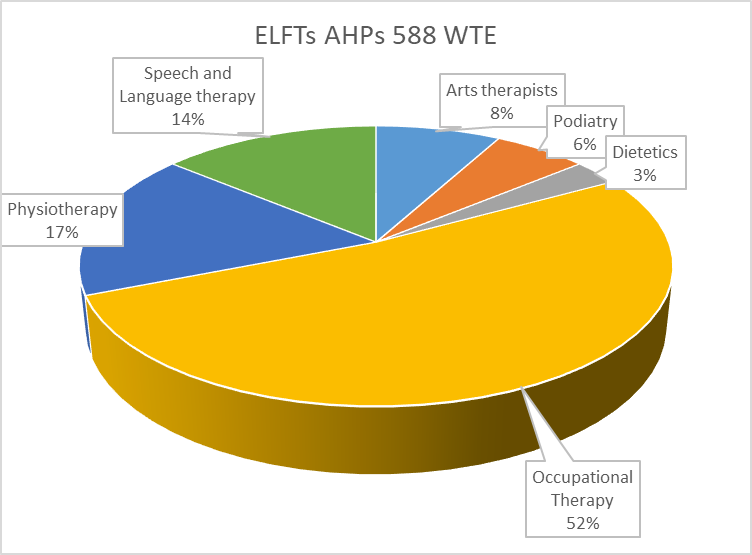 ELFTs AHPs 588 WTE
Speech and
Language therapy
14%
Arts therapists
8%
Podiatry
6%
Dietetics
3%
Physiotherapy
17%
Occupational
Therapy
52%